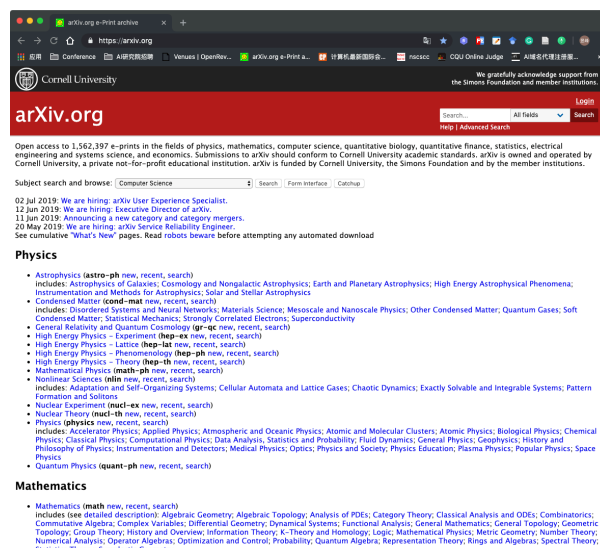 arXiv.org e-Print archive
https://arxiv.org
应用 Conference AI研究院招聘 Venues | OpenRev... arXiv.org e-Print a... 计算机最新国际会... nscscc CQU Online Judge AI域名代理注册服...
Cornell University
We gratefully acknowledge support from
the Simons Foundation and member institutions.
Login
arXiv.org
Search... All fields Search
Help | Advanced Search
Open access to 1,562,397 e-prints in the fields of physics, mathematics, computer science, quantitative biology, quantitative finance, statistics, electrical
engineering and systems science, and economics. Submissions to arXiv should conform to Cornell University academic standards. arXiv is owned and operated by
Cornell University, a private not-for-profit educational institution. arXiv is funded by Cornell University, the Simons Foundation and by the member institutions.
Subject search and browse: Computer Science Search Form Interface Catchup
02 Jul 2019: We are hiring: arXiv User Experience Specialist.
12 Jun 2019: We are hiring: Executive Director of arXiv.
11 Jun 2019: Announcing a new category and category mergers.
20 May 2019: We are hiring: arXiv Service Reliability Engineer.
See cumulative "What's New" pages. Read robots beware before attempting any automated download
Physics
• Astrophysics (astro-ph new, recent, search)
includes: Astrophysics of Galaxies; Cosmology and Nongalactic Astrophysics; Earth and Planetary Astrophysics; High Energy Astrophysical Phenomena;
Instrumentation and Methods for Astrophysics; Solar and Stellar Astrophysics
• Condensed Matter (cond-mat new, recent, search)
includes: Disordered Systems and Neural Networks; Materials Science; Mesoscale and Nanoscale Physics; Other Condensed Matter; Quantum Gases; Soft
Condensed Matter; Statistical Mechanics; Strongly Correlated Electrons; Superconductivity
• General Relativity and Quantum Cosmology (gr-qc new, recent, search)
• High Energy Physics - Experiment (hep-ex new, recent, search)
• High Energy Physics - Lattice (hep-lat new, recent, search)
• High Energy Physics - Phenomenology (hep-ph new, recent, search)
• High Energy Physics - Theory (hep-th new, recent, search)
• Mathematical Physics (math-ph new, recent, search)
• Nonlinear Sciences (nlin new, recent, search)
includes: Adaptation and Self-Organizing Systems; Cellular Automata and Lattice Gases; Chaotic Dynamics; Exactly Solvable and Integrable Systems; Pattern
Formation and Solitons
• Nuclear Experiment (nucl-ex new, recent, search)
• Nuclear Theory (nucl-th new, recent, search)
• Physics (physics new, recent, search)
includes: Accelerator Physics; Applied Physics; Atmospheric and Oceanic Physics; Atomic and Molecular Clusters; Atomic Physics; Biological Physics; Chemical
Physics; Classical Physics; Computational Physics; Data Analysis, Statistics and Probability; Fluid Dynamics; General Physics; Geophysics; History and
Philosophy of Physics; Instrumentation and Detectors; Medical Physics; Optics; Physics and Society; Physics Education; Plasma Physics; Popular Physics; Space
Physics
• Quantum Physics (quant-ph new, recent, search)
Mathematics
• Mathematics (math new, recent, search)
includes (see detailed description): Algebraic Geometry; Algebraic Topology; Analysis of PDEs; Category Theory; Classical Analysis and ODEs; Combinatorics;
Commutative Algebra; Complex Variables; Differential Geometry; Dynamical Systems; Functional Analysis; General Mathematics; General Topology; Geometric
Topology; Group Theory; History and Overview; Information Theory; K-Theory and Homology; Logic; Mathematical Physics; Metric Geometry; Number Theory;
Numerical Analysis; Operator Algebras; Optimization and Control; Probability; Quantum Algebra; Representation Theory; Rings and Algebras; Spectral Theory;